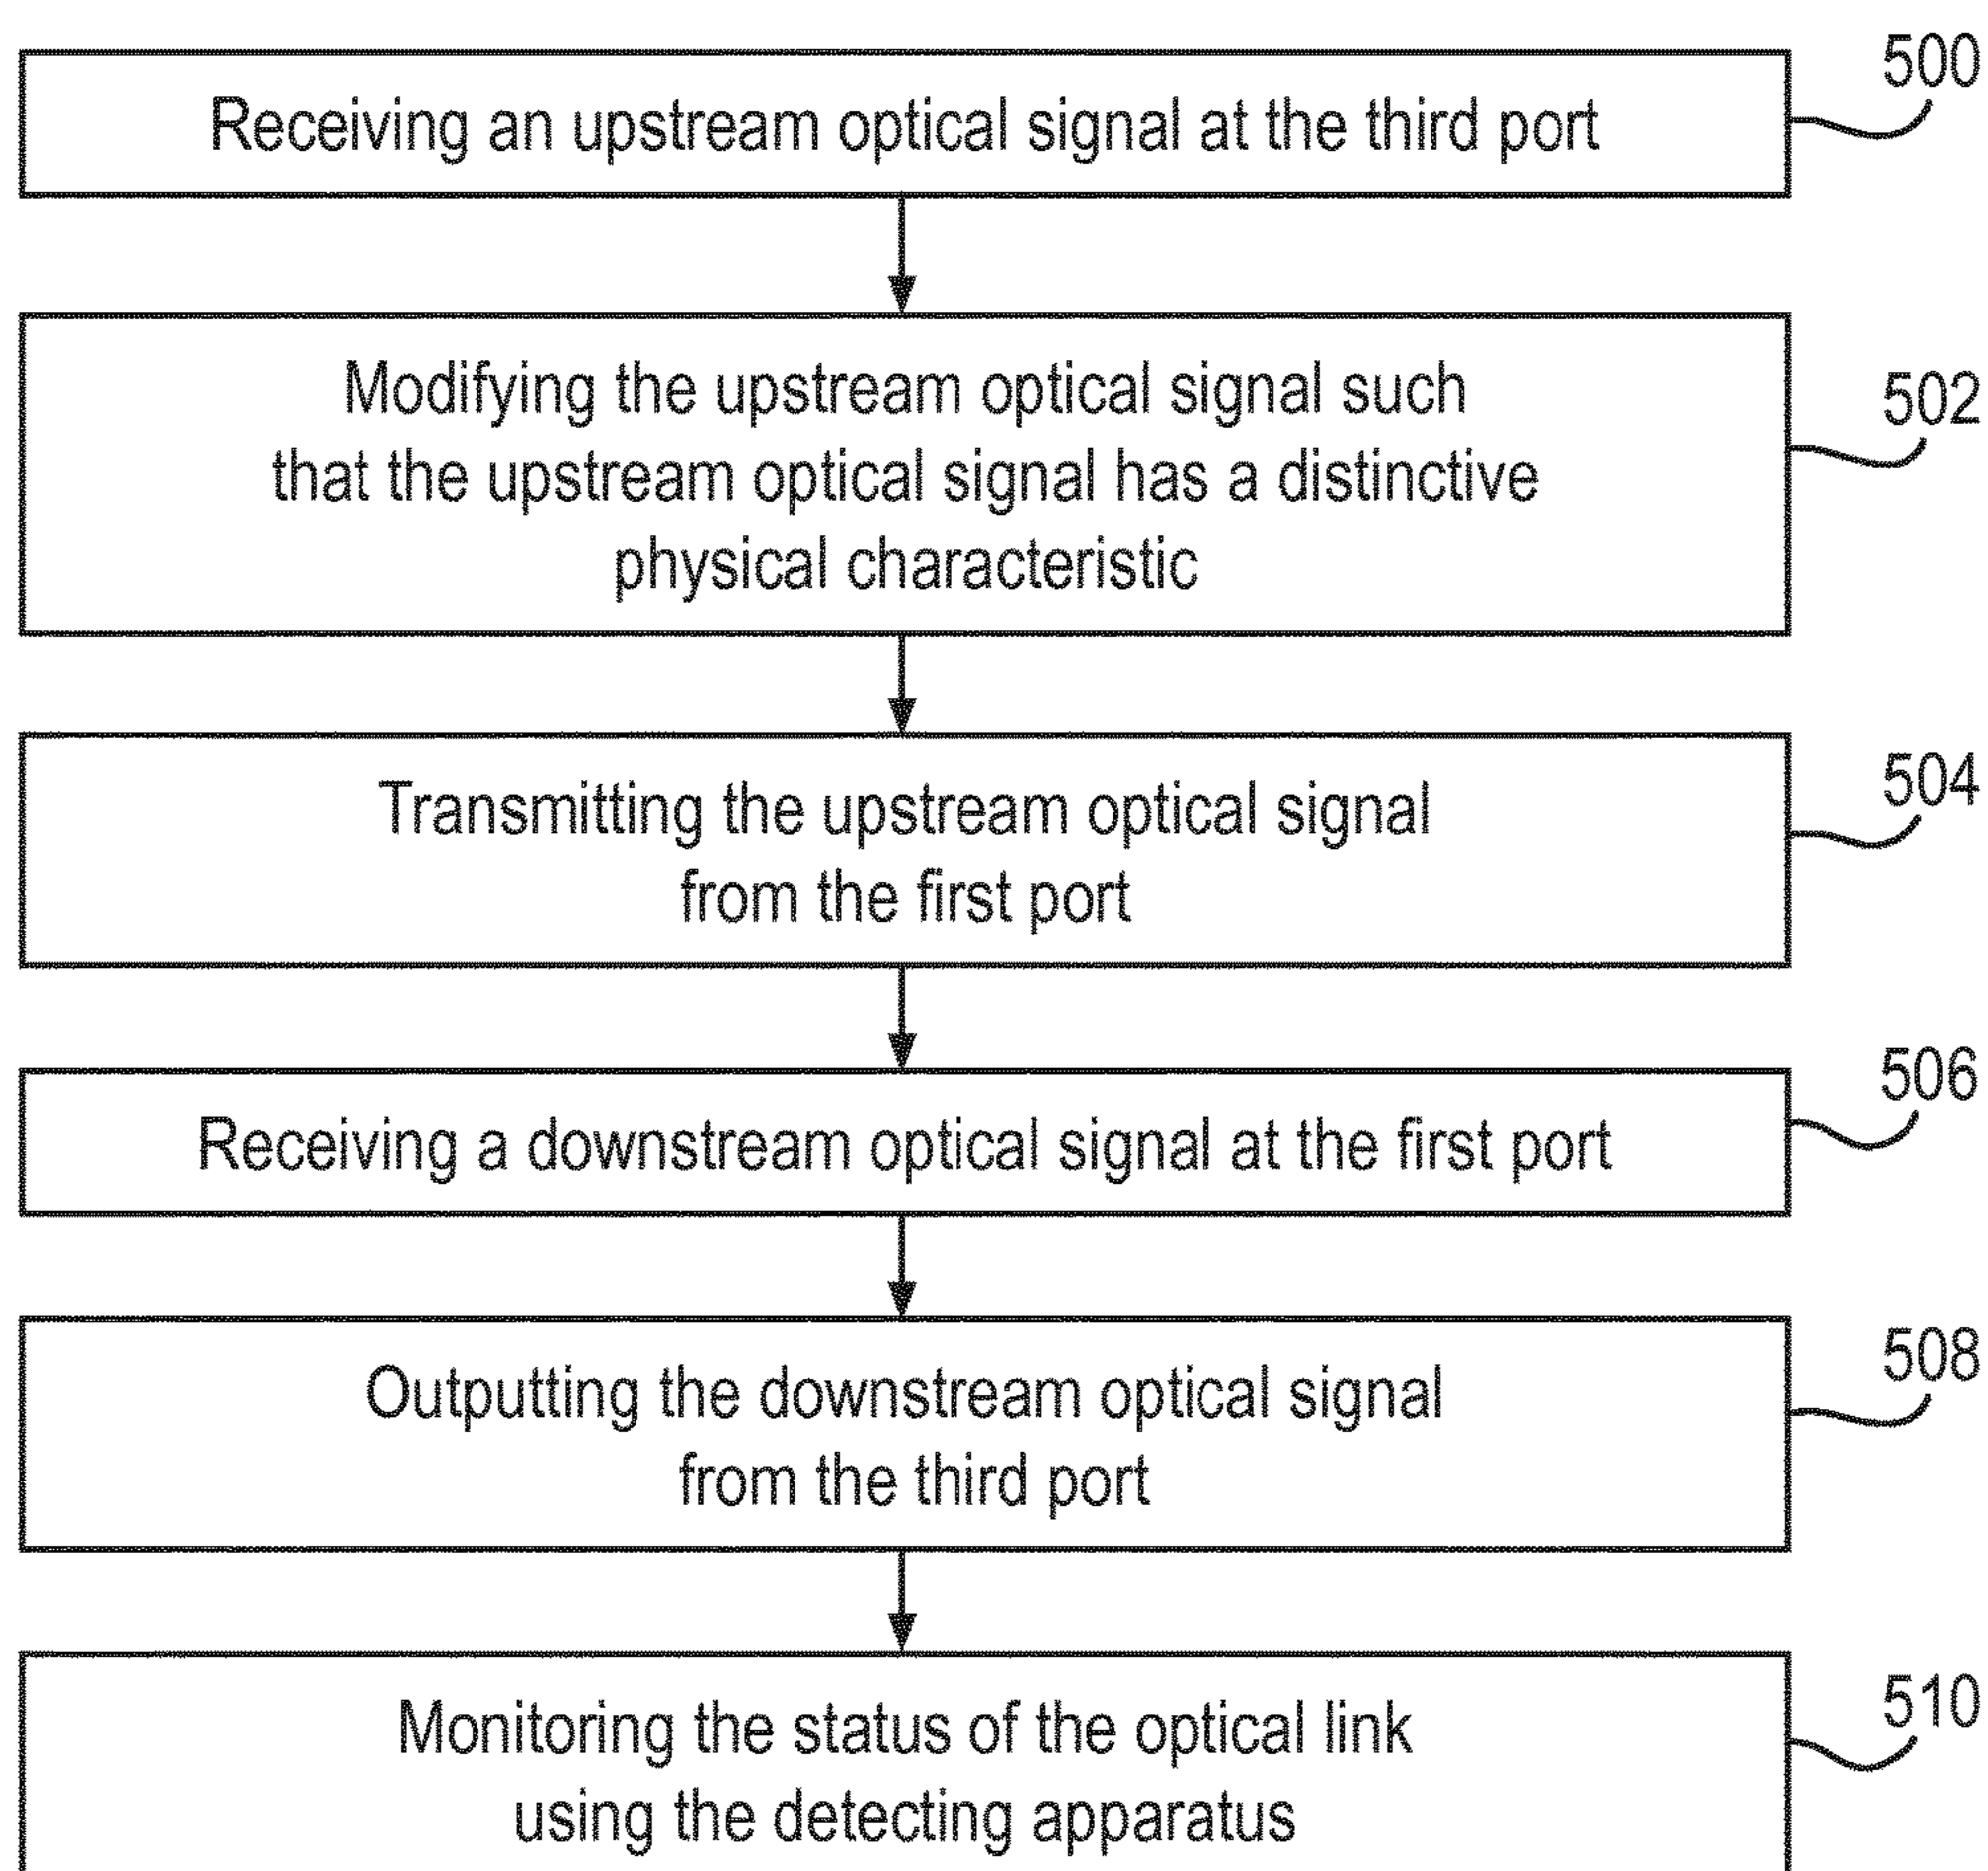 500
Receiving an upstream optical signal at the third port
Modifying the upstream optical signal such
502
that the upstream optical signal has a distinctive
physical characteristic
504
Transmitting the upstream optical signal
from the first port
506
Receiving a downstream optical signal at the first port
508
Outputting the downstream optical signal
from the third port
510
Monitoring the status of the optical link
using the detecting apparatus